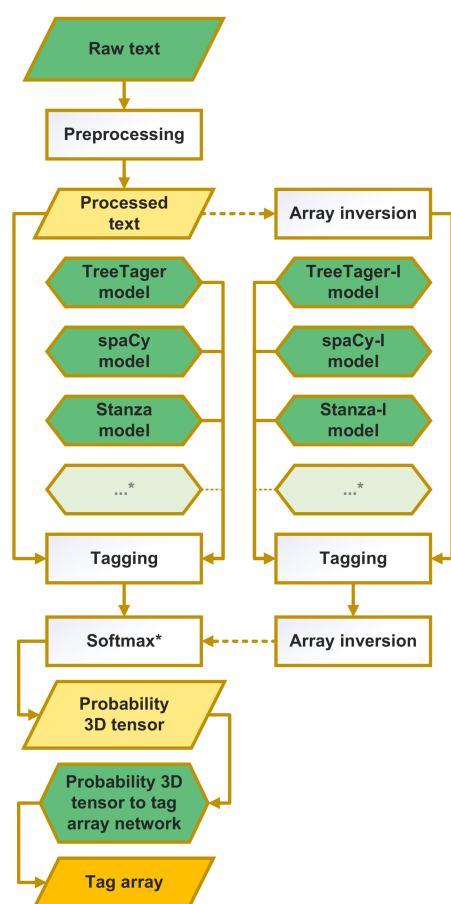 Raw text
Preprocessing
Processed
text
Array inversion
TreeTager
model
TreeTager-I
model
spaCy
model
spaCy-I
model
Stanza
model
Stanza-I
model
...*
...*
Tagging
Tagging
Softmax*
Array inversion
Probability
3D tensor
Probability 3D
tensor to tag
array network
Tag array